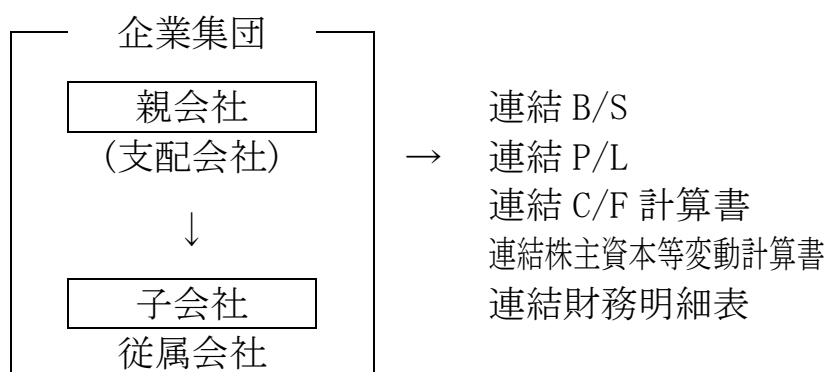 企業集団
親会社
(支配会社)
↓
子会社
従属会社
→
連結 B/S
連結 P/L
連結 C/F 計算書
連結株主資本等変動計算書
連結財務明細表